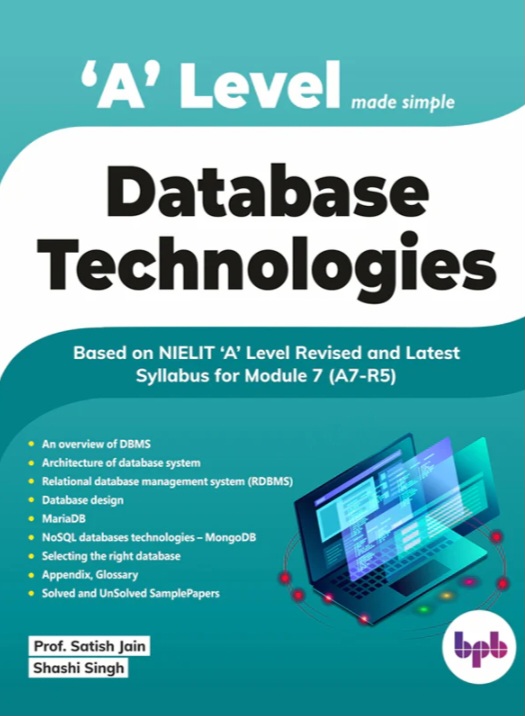 ‘A’ Level made simple
Database
Technologies
Based on NIELIT ‘A’ Level Revised and Latest
Syllabus for Module 7 (A7-R5)
• An overview of DBMS
• Architecture of database system
• Relational database management system (RDBMS)
• Database design
• MariaDB
• NoSQL databases technologies – MongoDB
• Selecting the right database
• Appendix, Glossary
• Solved and UnSolved SamplePapers
Prof. Satish Jain
Shashi Singh
bpb